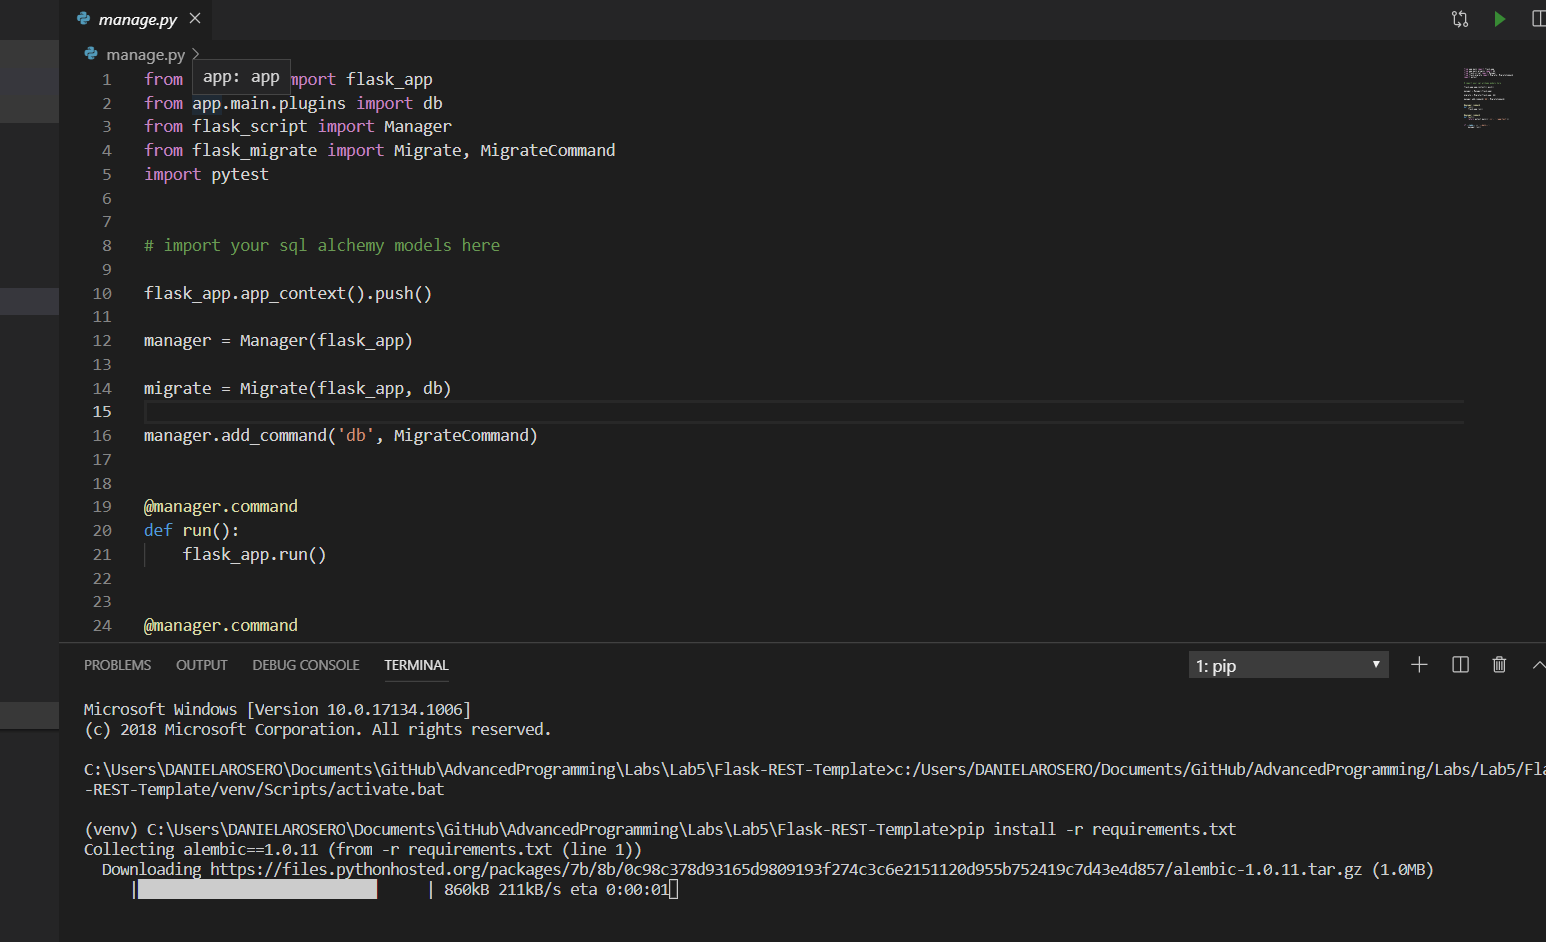 manage.py ×
manage.py >
app: app
1 from mport flask_app
2 from app.main.plugins import db
3 from flask_script import Manager
4 from flask_migrate import Migrate, MigrateCommand
5 import pytest
6
7
8 # import your sql alchemy models here
9
10 flask_app.app_context().push()
11
12 manager = Manager(flask_app)
13
14 migrate = Migrate(flask_app, db)
15
16 manager.add_command('db', MigrateCommand)
17
18
19 @manager.command
20 def run():
21 flask_app.run()
22
23
24 @manager.command
PROBLEMS OUTPUT DEBUG CONSOLE TERMINAL 1: pip
Microsoft Windows [Version 10.0.17134.1006]
(c) 2018 Microsoft Corporation. All rights reserved.
C:\Users\DANIELAROSERO\Documents\GitHub\AdvancedProgramming\Labs\Lab5\Flask-REST-Template>c:/Users/DANIELAROSERO/Documents/GitHub/AdvancedProgramming/Labs/Lab5/Fla
-REST-Template/venv/Scripts/activate.bat
(venv) C:\Users\DANIELAROSERO\Documents\GitHub\AdvancedProgramming\Labs\Lab5\Flask-REST-Template>pip install -r requirements.txt
Collecting alembic==1.0.11 (from -r requirements.txt (line 1))
Downloading https://files.pythonhosted.org/packages/7b/8b/0c98c378d93165d9809193f274c3c6e2151120d955b752419c7d43e4d857/alembic-1.0.11.tar.gz (1.0MB)
| | 860kB 211kB/s eta 0:00:01